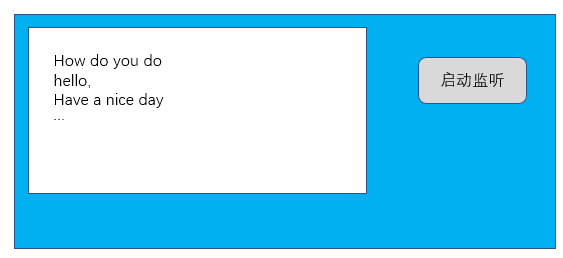 How do you do
hello,
Have a nice day
...
启动监听